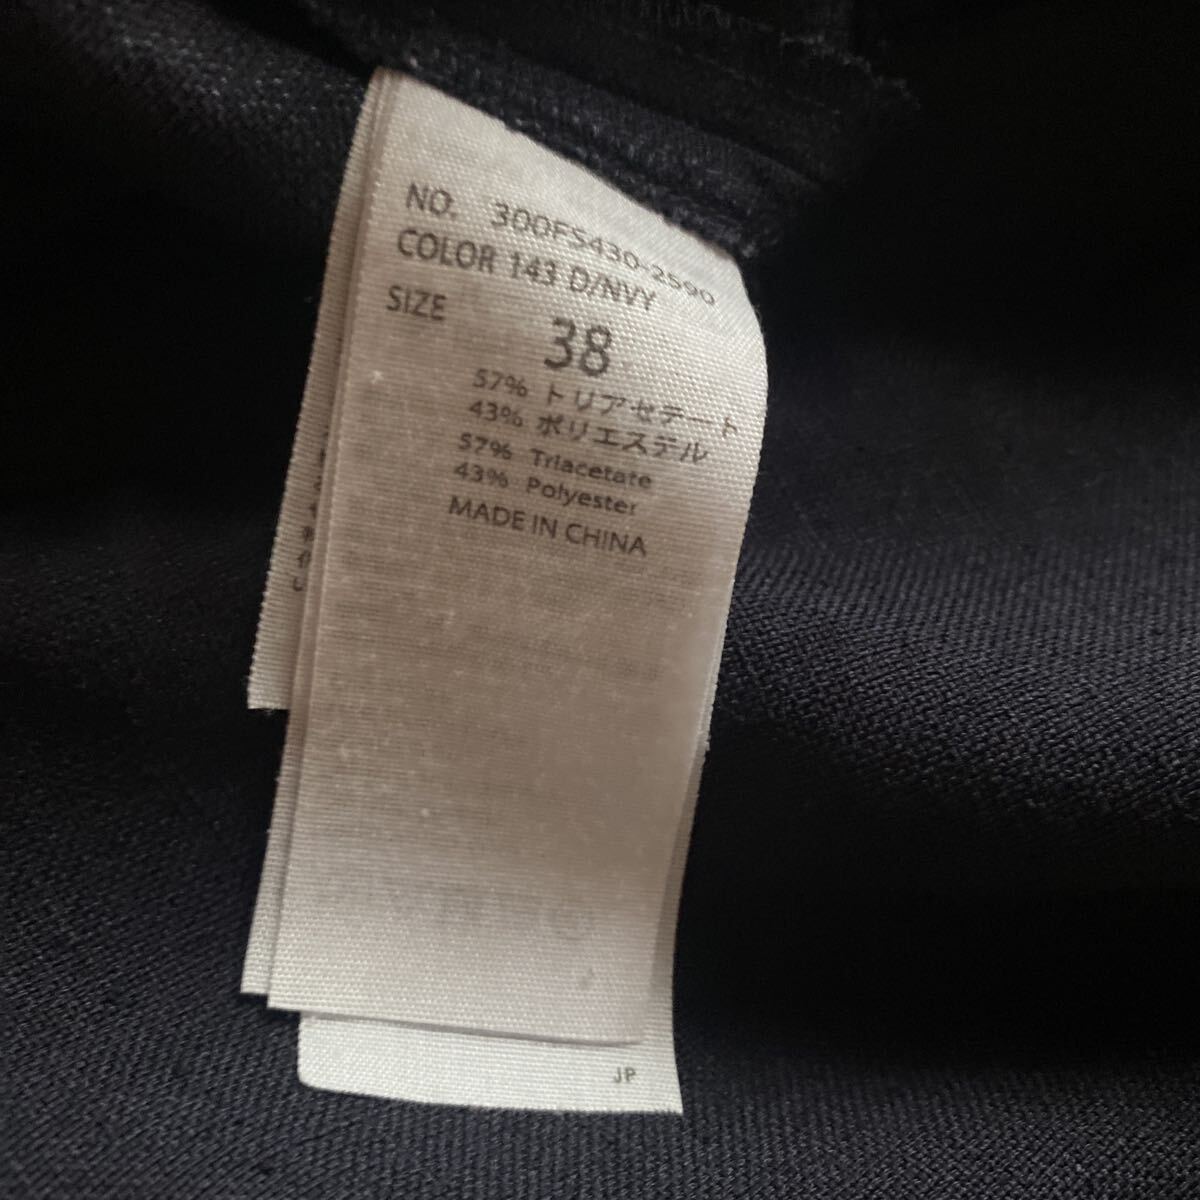 NO. 300FS430-2590
COLOR 143 D/NVY
SIZE 38
57% トリアセテート
43% ポリエステル
57% Triacetate
43% Polyester
MADE IN CHINA
JP